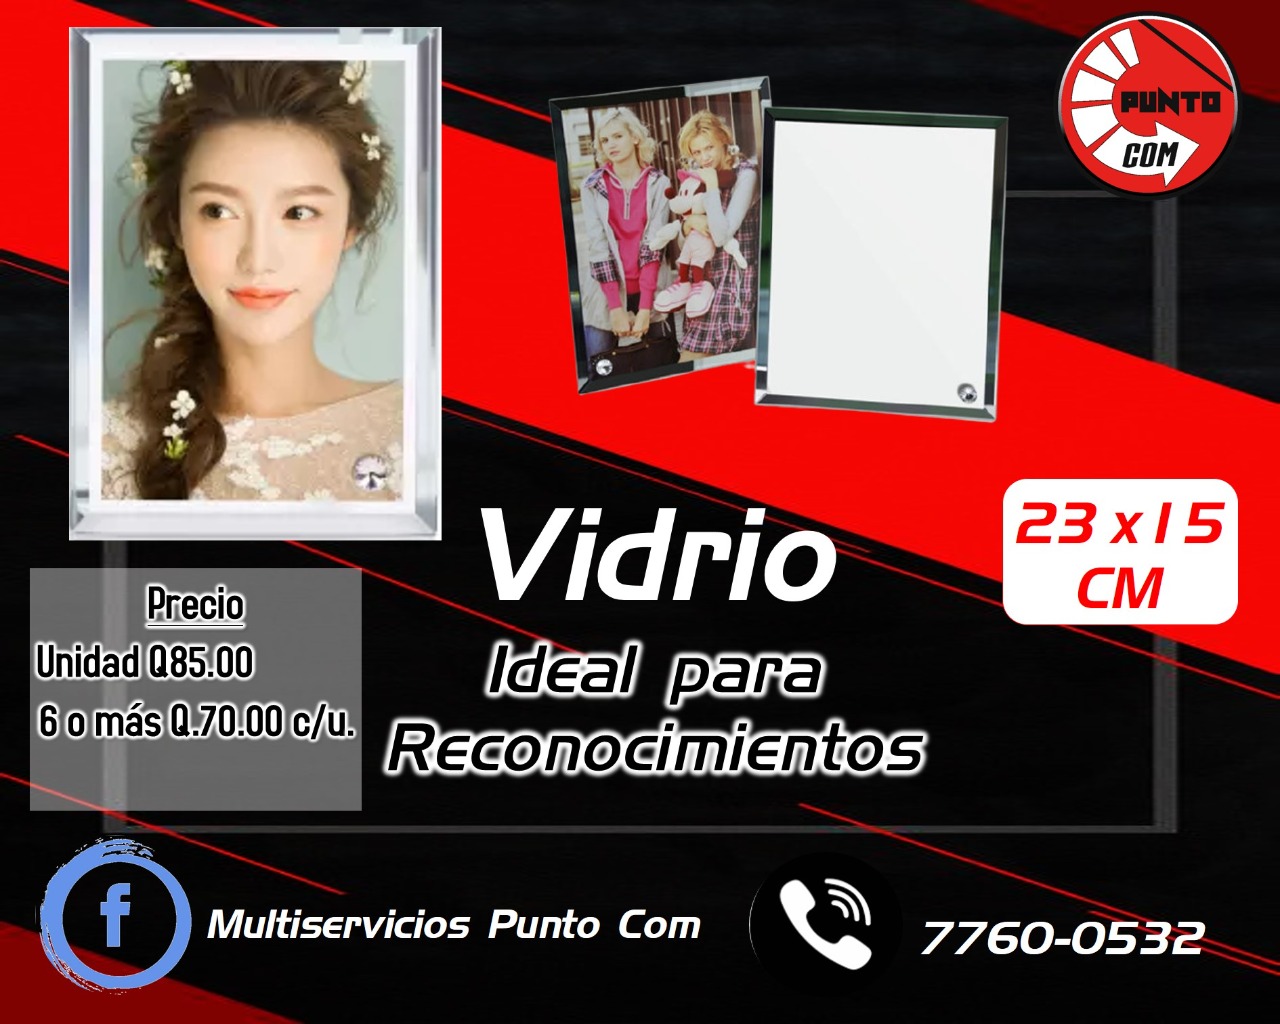 PUNTO
COM
Vidrio
23 x 15
CM
Precio
Unidad Q85.00
6 o más Q.70.00 c/u.
Ideal para
Reconocimientos
f
Multiservicios Punto Com
7760-0532